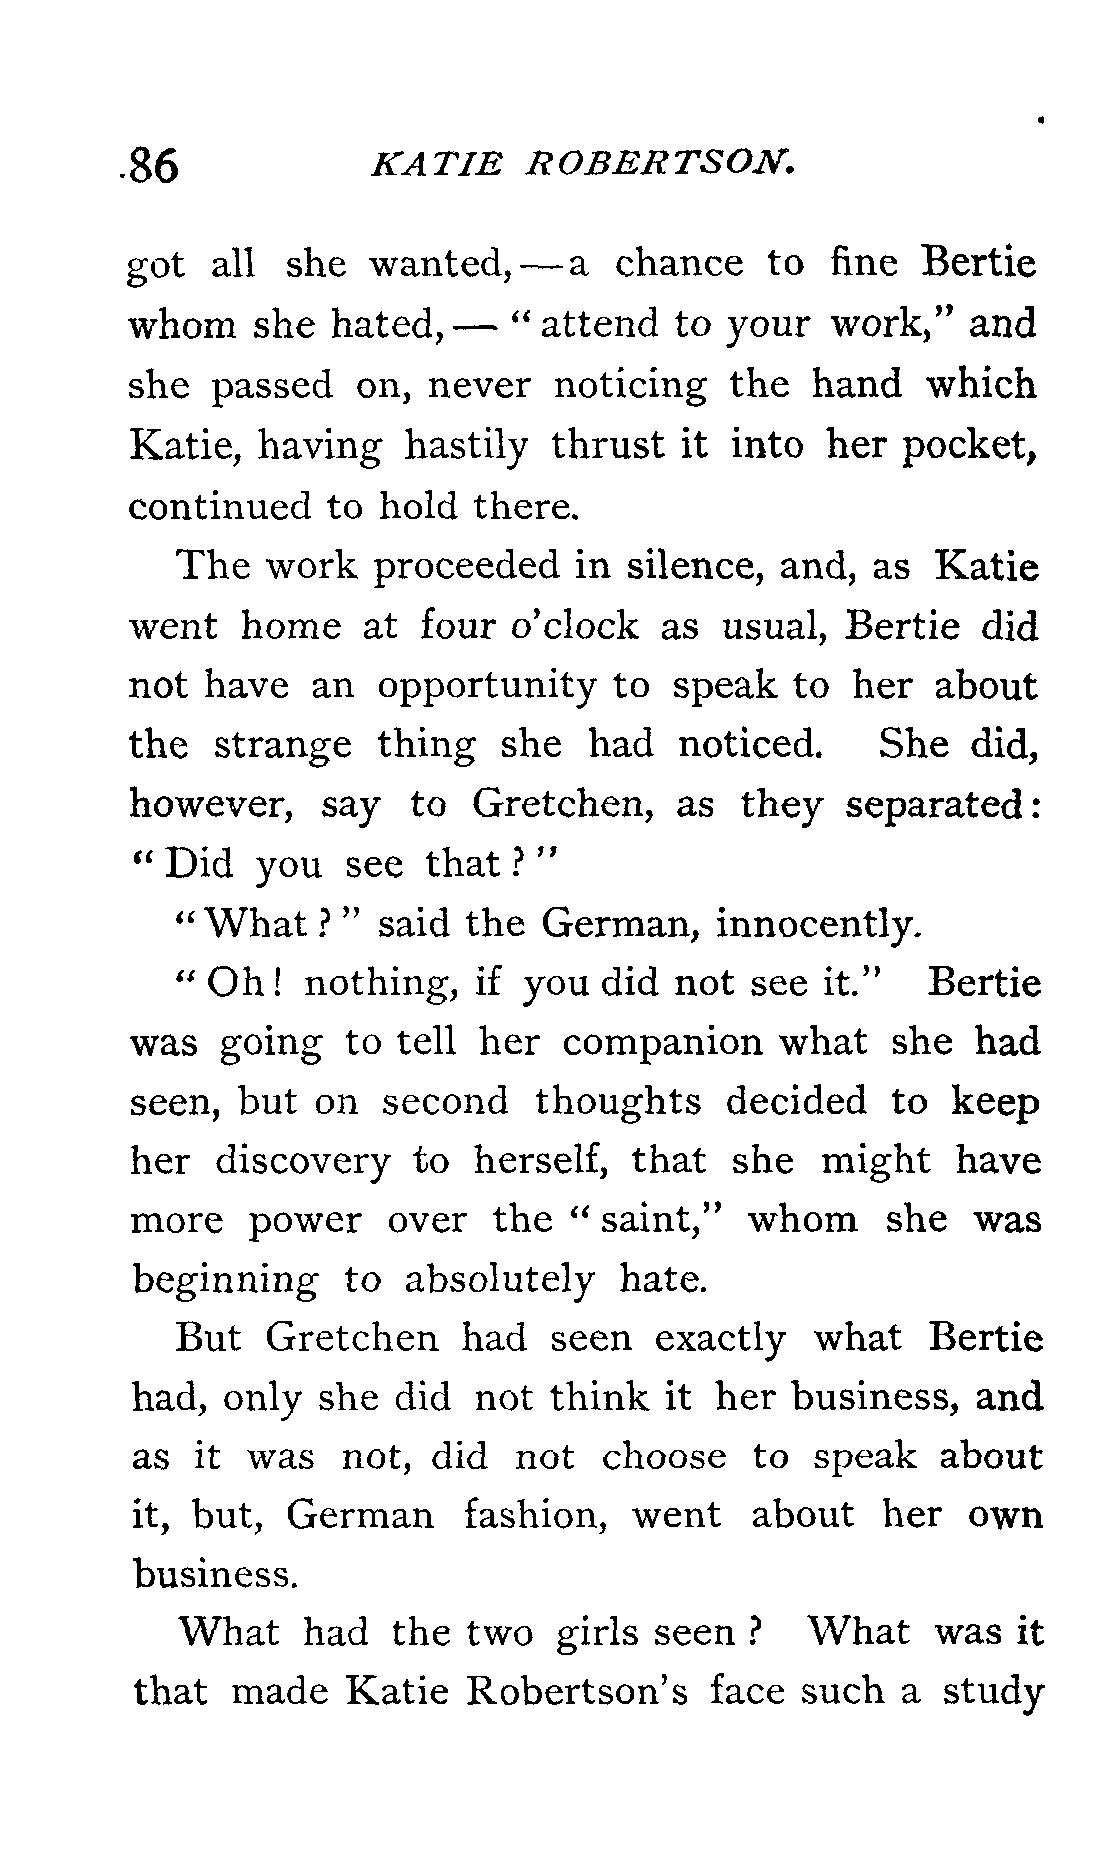 86 KATIE ROBERTSON.
got all she wanted,—a chance to fine Bertie
whom she hated,— "attend to your work," and
she passed on, never noticing the hand which
Katie, having hastily thrust it into her pocket,
continued to hold there.
The work proceeded in silence, and, as Katie
went home at four o'clock as usual, Bertie did
not have an opportunity to speak to her about
the strange thing she had noticed. She did,
however, say to Gretchen, as they separated:
"Did you see that?"
"What?" said the German, innocently.
"Oh! nothing, if you did not see it." Bertie
was going to tell her companion what she had
seen, but on second thoughts decided to keep
her discovery to herself, that she might have
more power over the "saint," whom she was
beginning to absolutely hate.
But Gretchen had seen exactly what Bertie
had, only she did not think it her business, and
as it was not, did not choose to speak about
it, but, German fashion, went about her own
business.
What had the two girls seen? What was it
that made Katie Robertson's face such a study